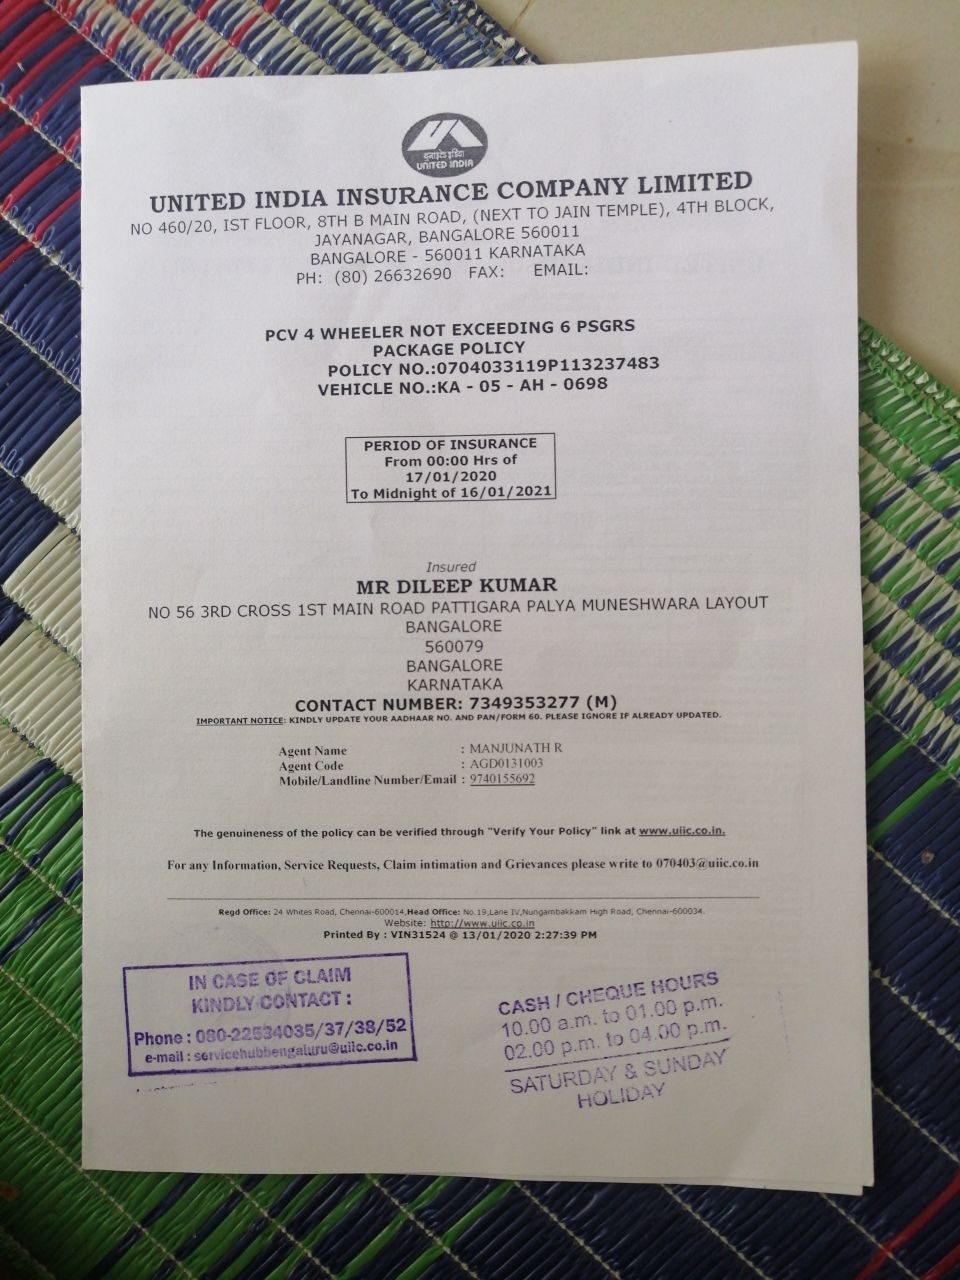 यूनाइटेड इंडिया
UNITED INDIA
UNITED INDIA INSURANCE COMPANY LIMITED
NO 460/20, IST FLOOR, 8TH B MAIN ROAD, (NEXT TO JAIN TEMPLE), 4TH BLOCK,
JAYANAGAR, BANGALORE 560011
BANGALORE - 560011 KARNATAKA
PH: (80) 26632690 FAX: EMAIL:
PCV 4 WHEELER NOT EXCEEDING 6 PSGRS
PACKAGE POLICY
POLICY NO.:0704033119P113237483
VEHICLE NO.:KA - 05 - AH - 0698
PERIOD OF INSURANCE
From 00:00 Hrs of
17/01/2020
To Midnight of 16/01/2021
Insured
MR DILEEP KUMAR
NO 56 3RD CROSS 1ST MAIN ROAD PATTIGARA PALYA MUNESHWARA LAYOUT
BANGALORE
560079
BANGALORE
KARNATAKA
CONTACT NUMBER: 7349353277 (M)
IMPORTANT NOTICE: KINDLY UPDATE YOUR AADHAAR NO. AND PAN/FORM 60. PLEASE IGNORE IF ALREADY UPDATED.
Agent Name : MANJUNATH R
Agent Code : AGD0131003
Mobile/Landline Number/Email : 9740155692
The genuineness of the policy can be verified through "Verify Your Policy" link at www.uiic.co.in.
For any Information, Service Requests, Claim intimation and Grievances please write to 070403@uiic.co.in
Regd Office: 24 Whites Road, Chennai-600014,Head Office: No.19,Lane IV,Nungambakkam High Road, Chennai-600034.
Website: http://www.uiic.co.in
Printed By : VIN31524 @ 13/01/2020 2:27:39 PM
IN CASE OF CLAIM
KINDLY CONTACT :
Phone : 080-22534035/37/38/52
e-mail : servicehubbengaluru@uiic.co.in
CASH / CHEQUE HOURS
10.00 a.m. to 01.00 p.m.
02.00 p.m. to 04.00 p.m.
SATURDAY & SUNDAY
HOLIDAY